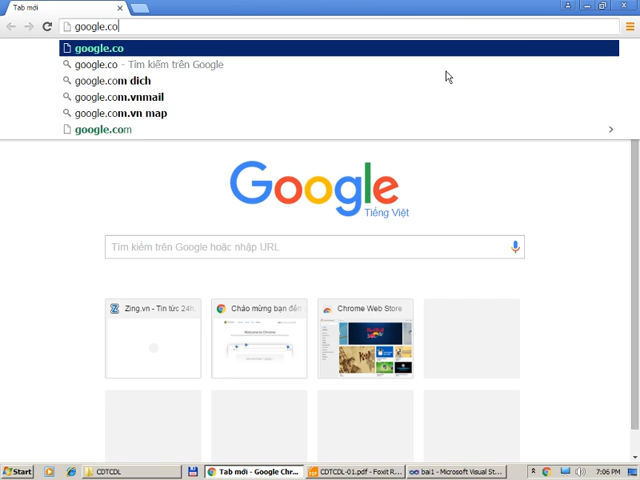 Tab mới
google.co
google.co
google.co - Tìm kiếm trên Google
google.com dich
google.com.vnmail
google.com.vn map
google.com
Google
Tiếng Việt
Tìm kiếm trên Google hoặc nhập URL
Zing.vn - Tin tức 24h,
Chào mừng bạn đến
Chrome Web Store
Start
CDTCDL
Tab mới - Google Chr...
CDTCDL-01.pdf - Foxit R...
bai1 - Microsoft Visual St...
7:06 PM